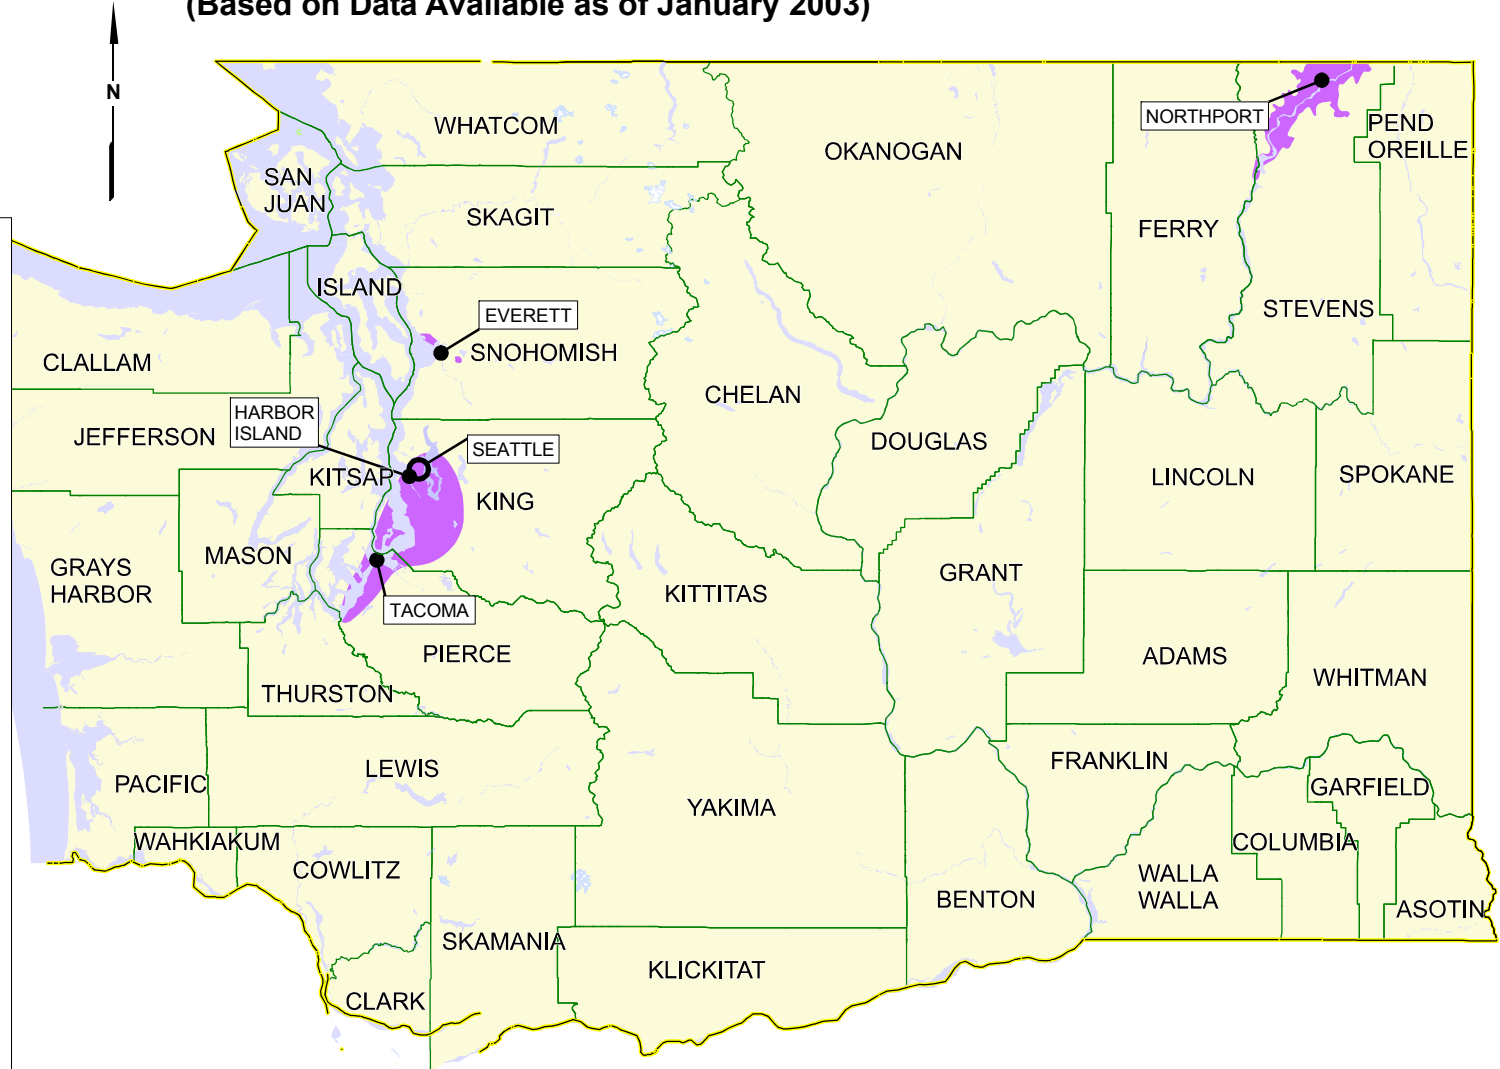 (Based on Data Available as of January 2003)
N
WHATCOM
OKANOGAN
NORTHPORT
PEND
OREILLE
SAN
JUAN
SKAGIT
FERRY
ISLAND
STEVENS
EVERETT
SNOHOMISH
CLALLAM
CHELAN
HARBOR
ISLAND
JEFFERSON
SEATTLE
DOUGLAS
KITSAP
LINCOLN
SPOKANE
KING
MASON
GRAYS
HARBOR
GRANT
KITTITAS
TACOMA
PIERCE
ADAMS
WHITMAN
THURSTON
FRANKLIN
LEWIS
PACIFIC
GARFIELD
YAKIMA
WAHKIAKUM
COLUMBIA
COWLITZ
WALLA
WALLA
BENTON
ASOTIN
SKAMANIA
KLICKITAT
CLARK